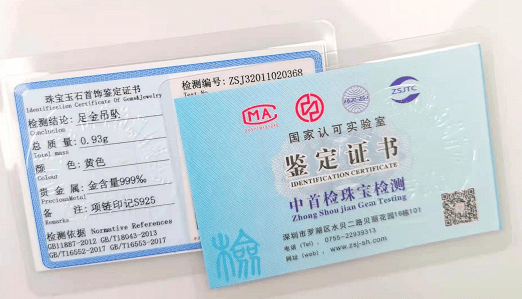 珠宝玉石首饰鉴定证书
Identification Certificate Of Gems&Jewelry
检测结论: 足金吊坠
Conclusion
总 质 量: 0.93g
Total mass
颜 色: 黄色
Colour
贵 金 属: 金含量999‰
PreciousMetal
备 注: 项链印记S925
Remarks
检测依据 Normative References
GB11887-2012 GB/T18043-2013
GB/T16552-2017 GB/T16553-2017
检测编号: ZSJ32011020368
MA
ZSJTC
国家认可实验室
鉴定证书
IDENTIFICATION CERTIFICATE
中首检珠宝检测
Zhong Shou jian Gem Testing
深圳市罗湖区水贝二路贝丽花园16栋101
电话: 0755-22939313
网址: www.zsj-sh.com
检